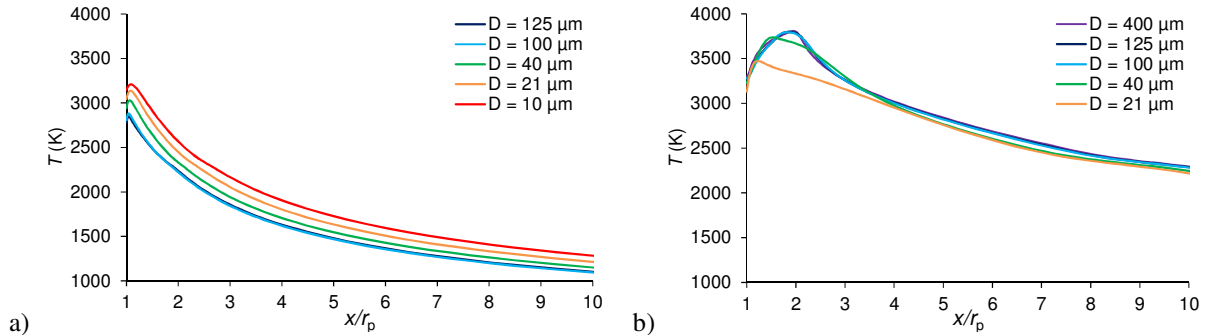 4000
3500
3000
2500
2000
1500
1000
T (K)
1 2 3 4 5 6 7 8 9 10
x/rp
D = 125 µm
D = 100 µm
D = 40 µm
D = 21 µm
D = 10 µm
a)
4000
3500
3000
2500
2000
1500
1000
T (K)
1 2 3 4 5 6 7 8 9 10
x/rp
D = 400 µm
D = 125 µm
D = 100 µm
D = 40 µm
D = 21 µm
b)